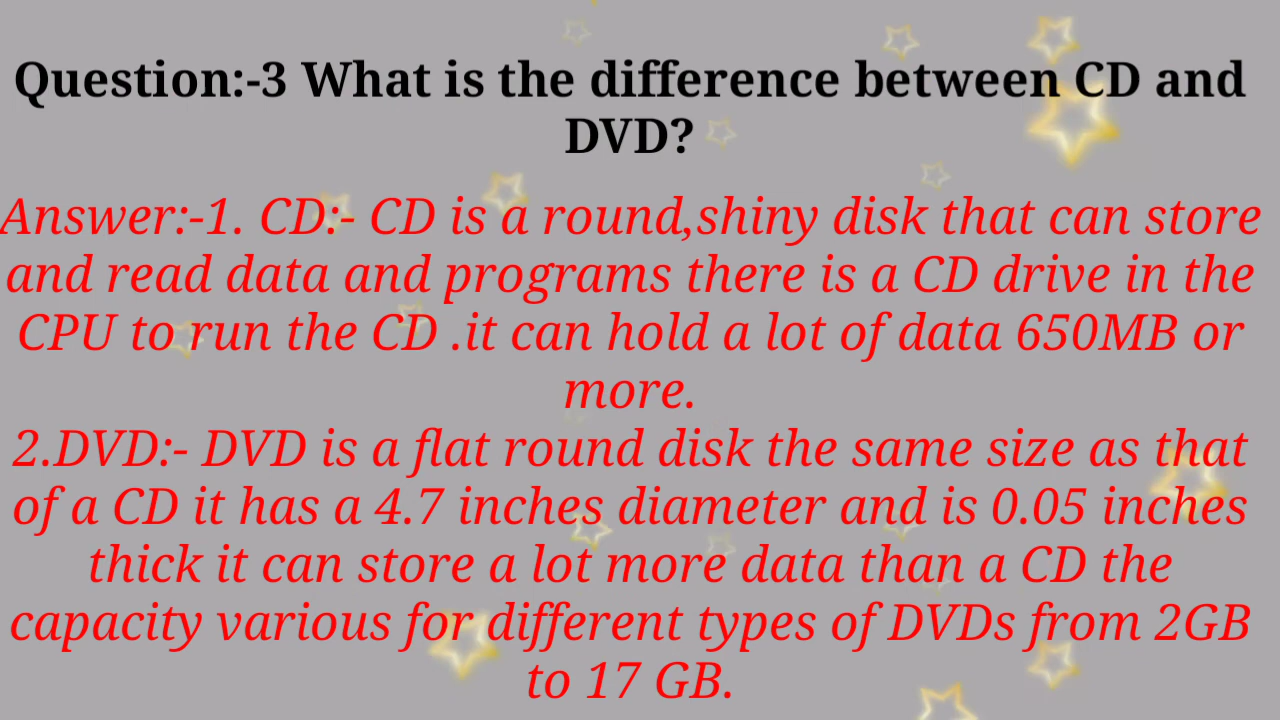 Question:-3 What is the difference between CD and
DVD?
Answer:-1. CD:- CD is a round,shiny disk that can store
and read data and programs there is a CD drive in the
CPU to run the CD .it can hold a lot of data 650MB or
more.
2.DVD:- DVD is a flat round disk the same size as that
of a CD it has a 4.7 inches diameter and is 0.05 inches
thick it can store a lot more data than a CD the
capacity various for different types of DVDs from 2GB
to 17 GB.